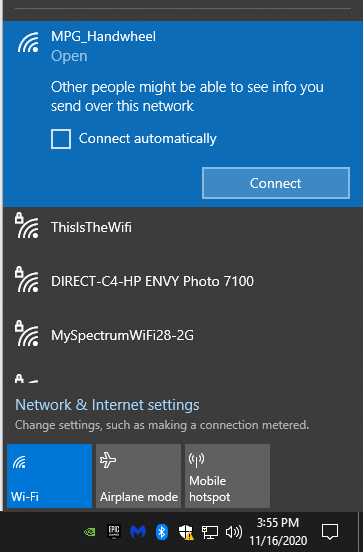 MPG_Handwheel
Open
Other people might be able to see info you
send over this network
Connect automatically
Connect
ThisIsTheWifi
DIRECT-C4-HP ENVY Photo 7100
MySpectrumWiFi28-2G
Network & Internet settings
Change settings, such as making a connection metered.
Wi-Fi
Airplane mode
Mobile
hotspot
EPIC
3:55 PM
11/16/2020